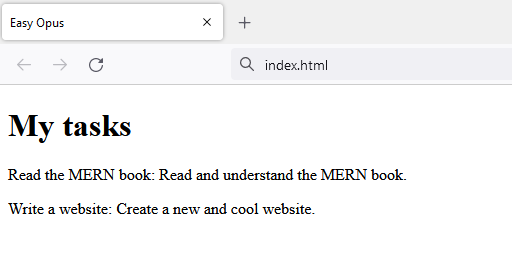 Easy Opus
index.html
My tasks
Read the MERN book: Read and understand the MERN book.
Write a website: Create a new and cool website.